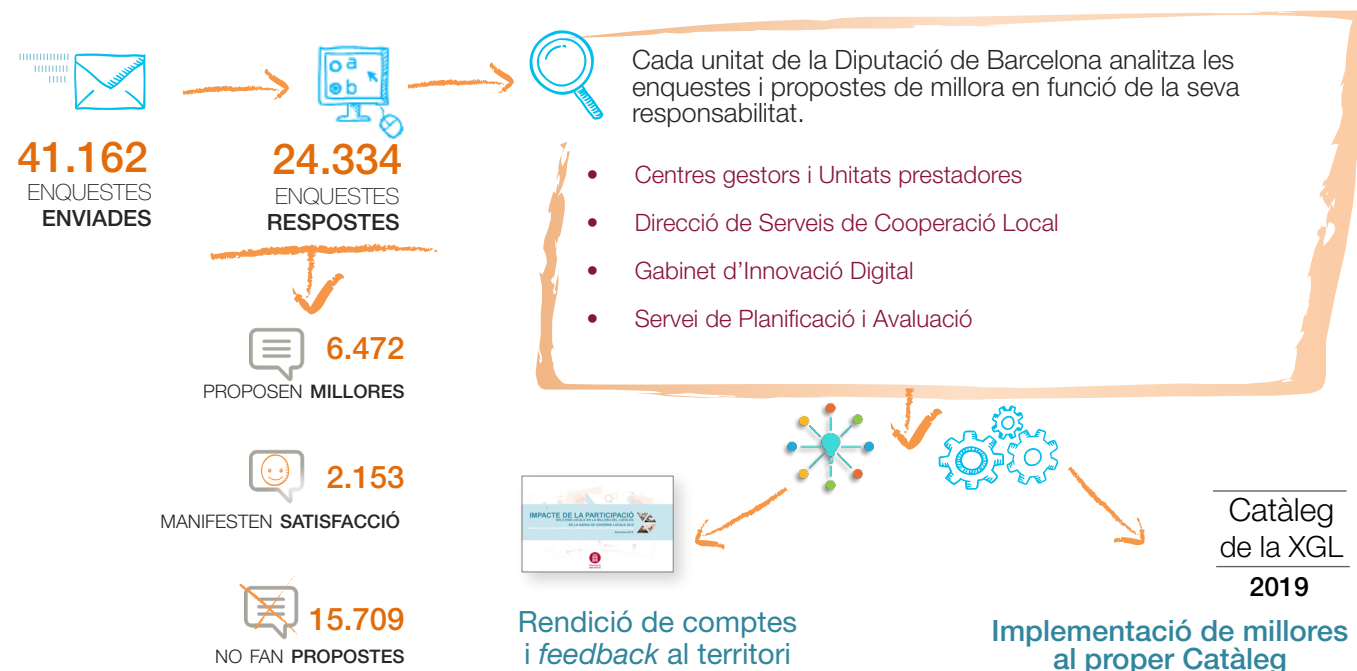 41.162
ENQUESTES
ENVIADES
24.334
ENQUESTES
RESPOSTES
a
b
Cada unitat de la Diputació de Barcelona analitza les
enquestes i propostes de millora en funció de la seva
responsabilitat.
• Centres gestors i Unitats prestadores
• Direcció de Serveis de Cooperació Local
• Gabinet d’Innovació Digital
• Servei de Planificació i Avaluació
6.472
PROPOSEN MILLORES
2.153
MANIFESTEN SATISFACCIÓ
15.709
NO FAN PROPOSTES
IMPACTE DE LA PARTICIPACIÓ
Rendició de comptes
i feedback al territori
Catàleg
de la XGL
2019
Implementació de millores
al proper Catàleg